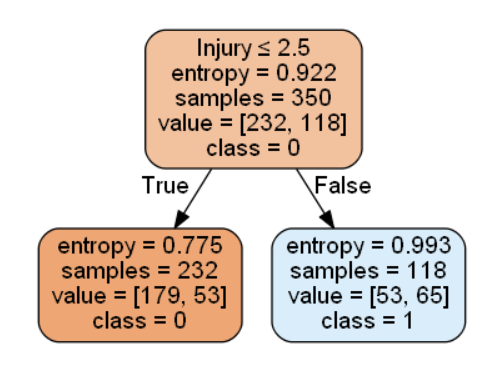 Injury ≤ 2.5
entropy = 0.922
samples = 350
value = [232, 118]
class = 0
True
False
entropy = 0.775
samples = 232
value = [179, 53]
class = 0
entropy = 0.993
samples = 118
value = [53, 65]
class = 1